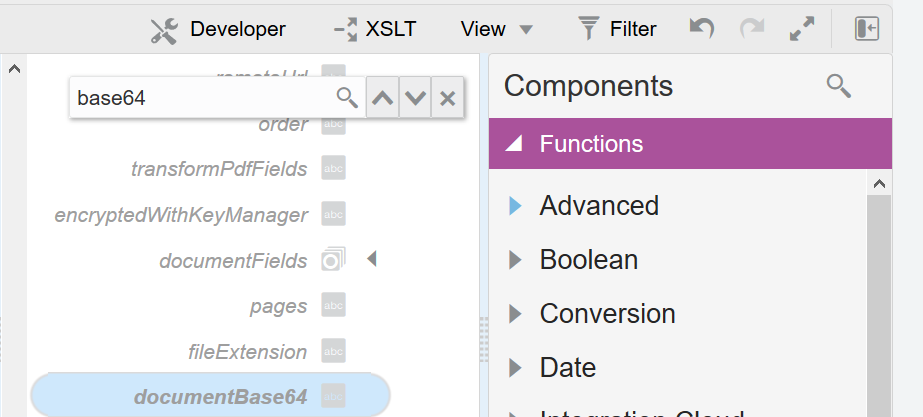 Developer XSLT View Filter
remoteUrl
base64
order
abc
transformPdfFields abc
encryptedWithKeyManager abc
documentFields
pages abc
fileExtension abc
documentBase64 abc
Components
Functions
Advanced
Boolean
Conversion
Date
Integration Cloud